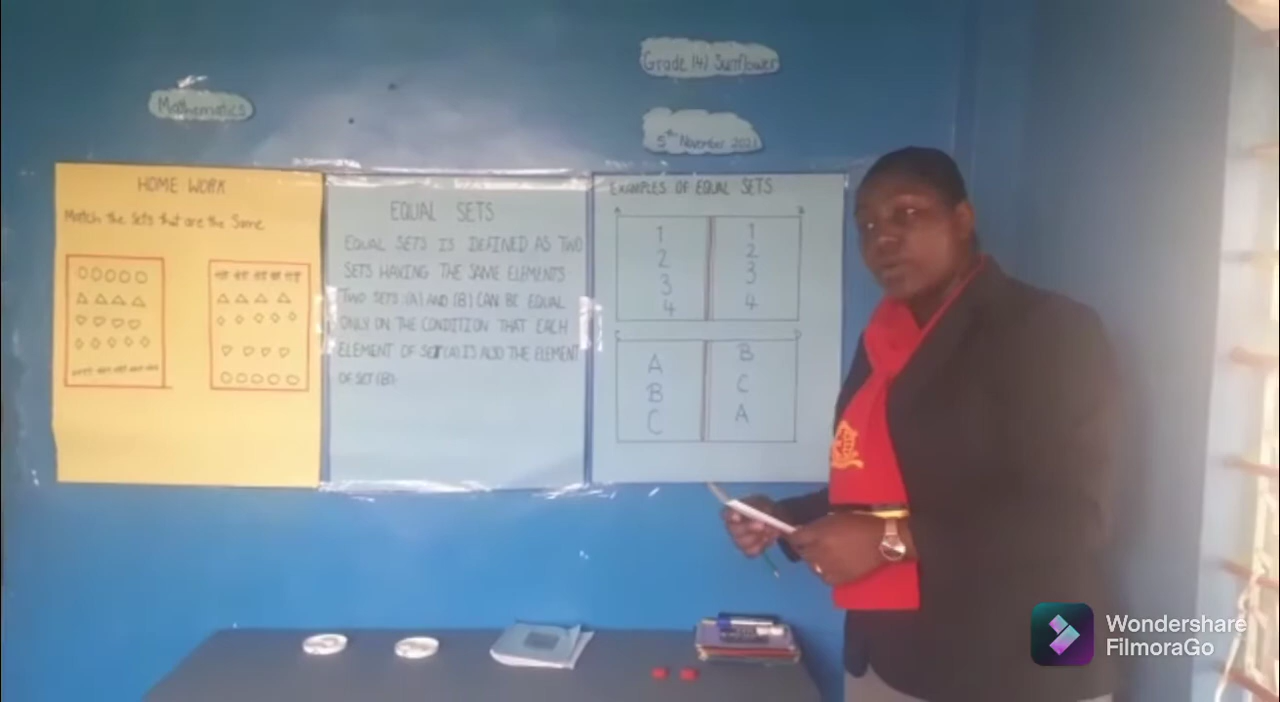 Mathematics
Grade (4) Sunflower
5th November 2021
HOME WORK
Match the Sets that are the Same
EQUAL SETS
EQUAL SETS IS DEFINED AS TWO
SETS HAVING THE SAME ELEMENTS
TWO SETS (A) AND (B) CAN BE EQUAL
ONLY ON THE CONDITION THAT EACH
ELEMENT OF SET (A) IS ALSO THE ELEMENT
OF SET (B)
EXAMPLES OF EQUAL SETS
1 1
2 2
3 3
4 4
A B
B C
C A
Wondershare
FilmoraGo